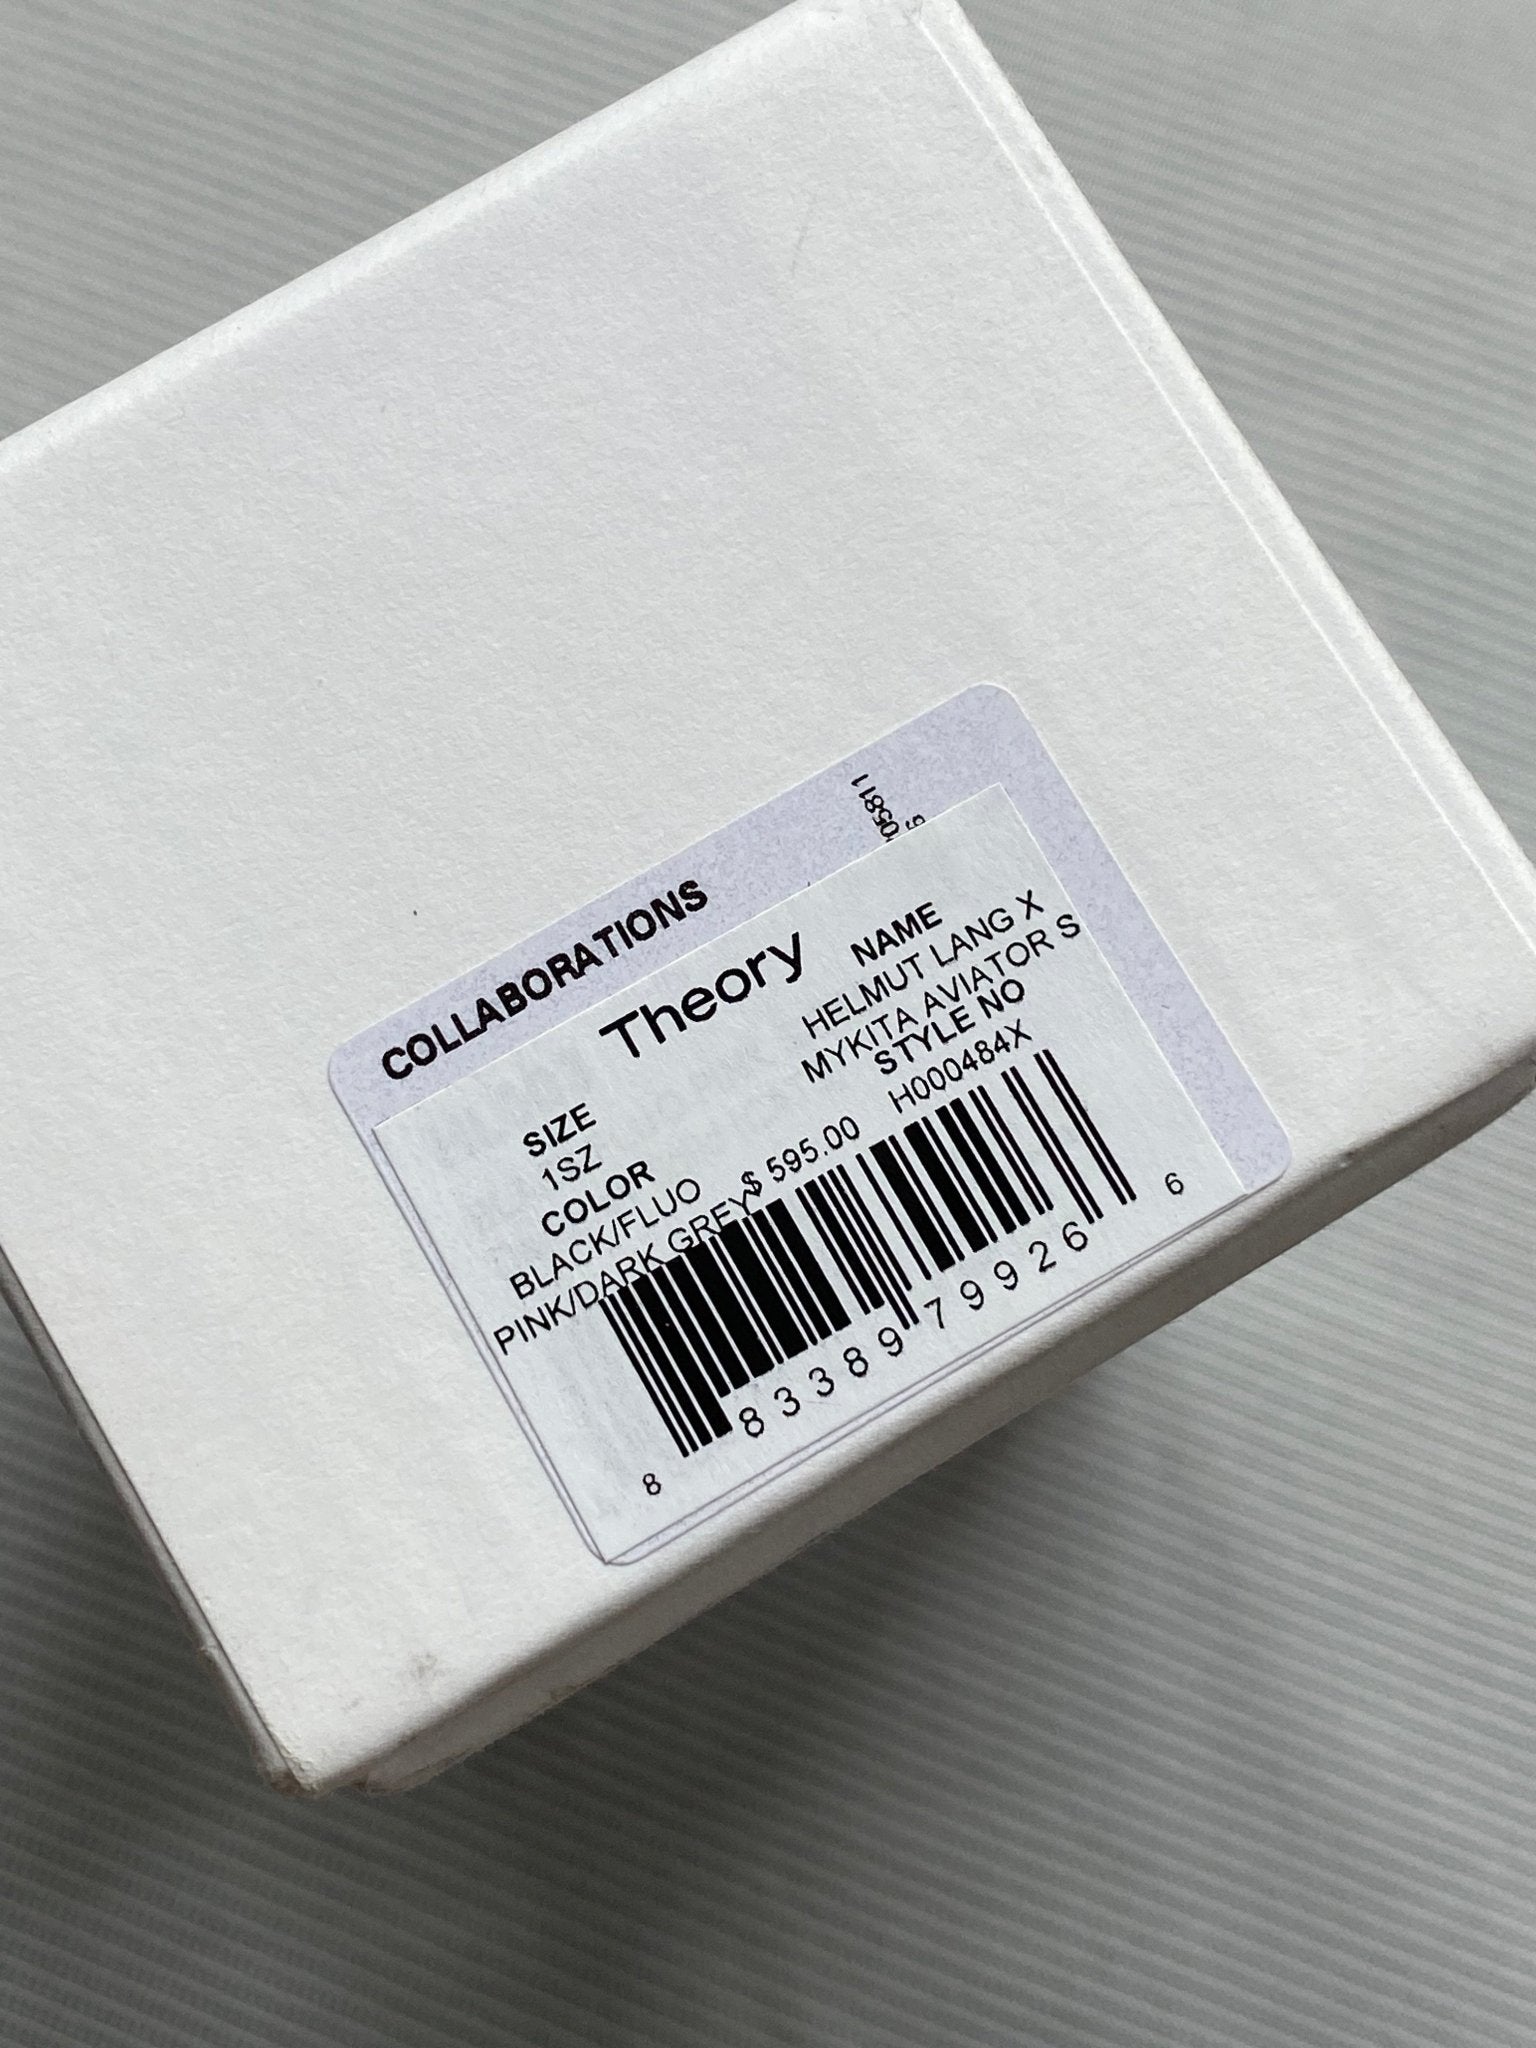 COLLABORATIONS
05811
Theory
NAME
HELMUT LANG X
MYKITA AVIATOR S
STYLE NO
H000484X
SIZE
1SZ
COLOR
BLACK/FLUO
PINK/DARK GREY
$ 595.00
8 83389 79926 6